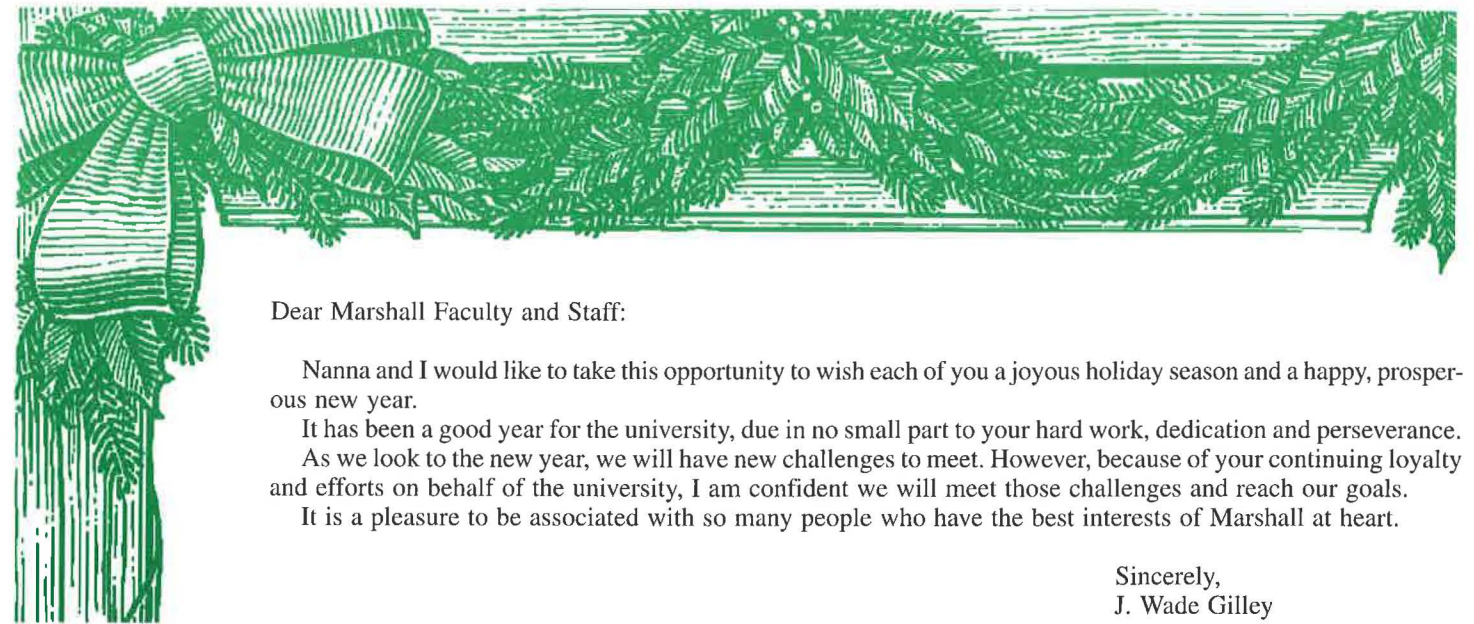 Dear Marshall Faculty and Staff:
Nanna and I would like to take this opportunity to wish each of you a joyous holiday season and a happy, prosper-
ous new year.
It has been a good year for the university, due in no small part to your hard work, dedication and perseverance.
As we look to the new year, we will have new challenges to meet. However, because of your continuing loyalty
and efforts on behalf of the university, I am confident we will meet those challenges and reach our goals.
It is a pleasure to be associated with so many people who have the best interests of Marshall at heart.
Sincerely,
J. Wade Gilley